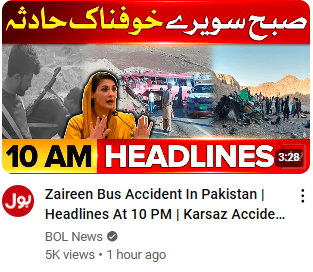 صبح سویرے خوفناک حادثہ
10 AM HEADLINES
3:28
بول
Zaireen Bus Accident In Pakistan |
Headlines At 10 PM | Karsaz Accide...
BOL News
5K views • 1 hour ago